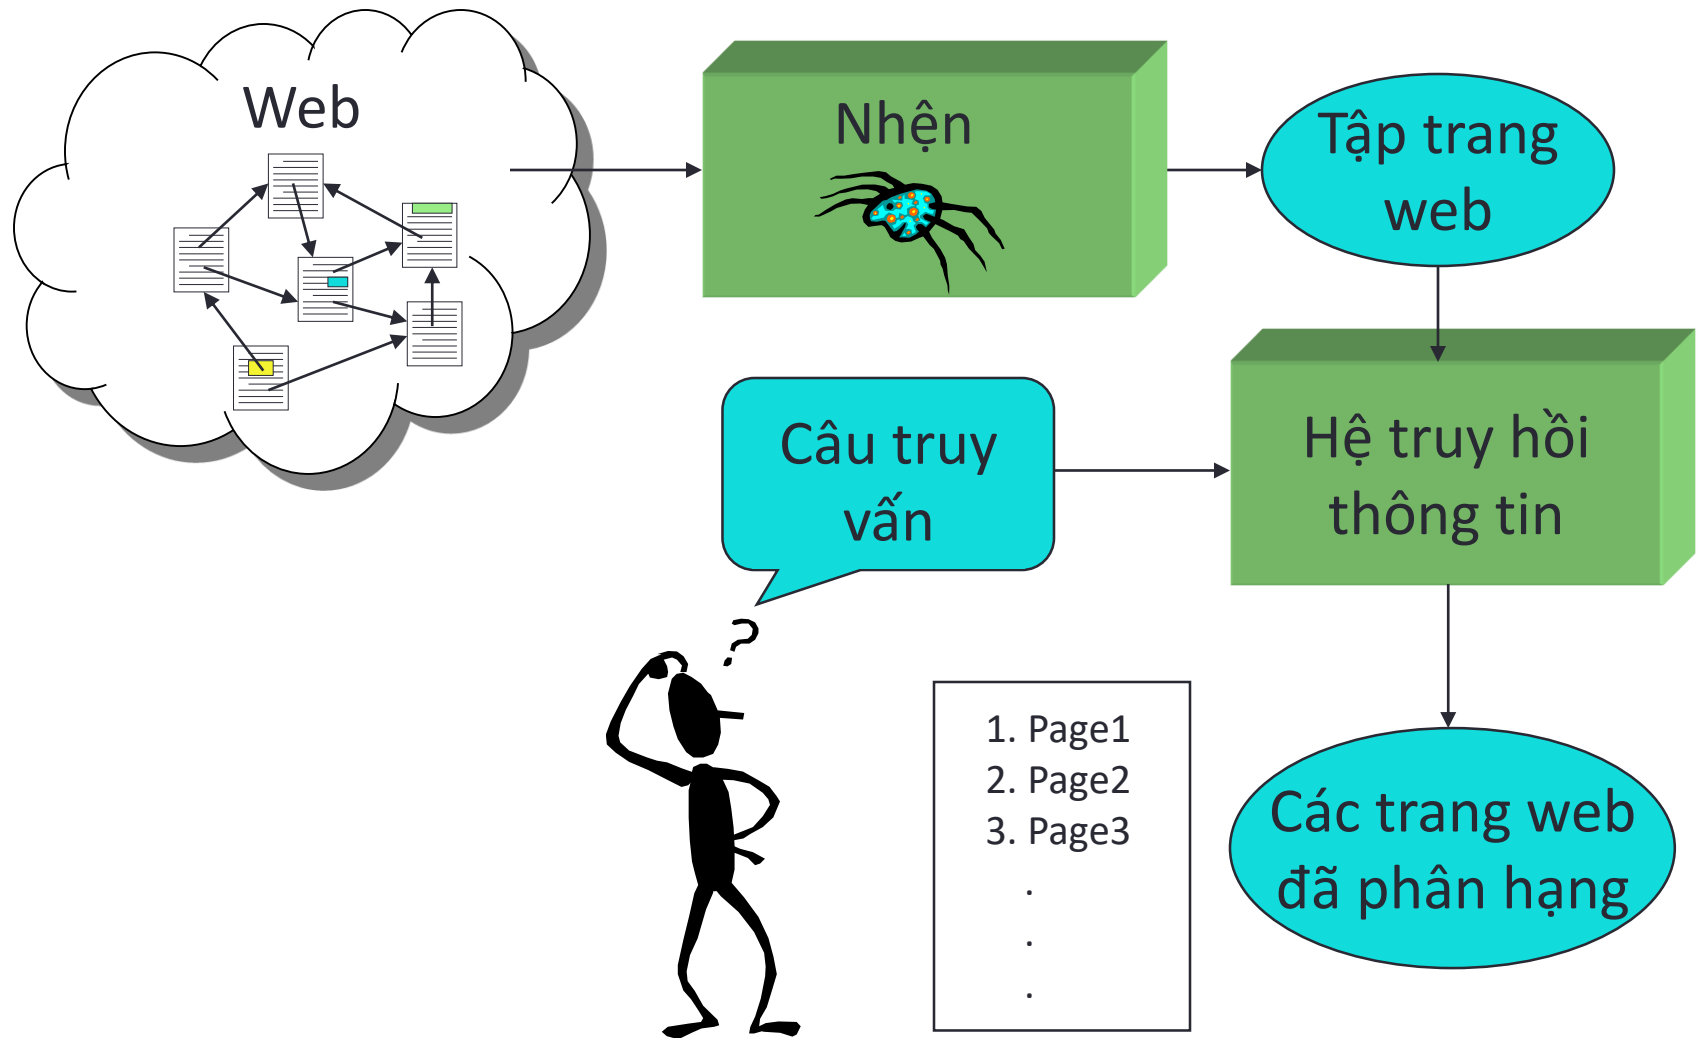 Web
Nhện
Tập trang
web
Câu truy
vấn
?
Hệ truy hồi
thông tin
1. Page1
2. Page2
3. Page3
.
.
.
Các trang web
đã phân hạng